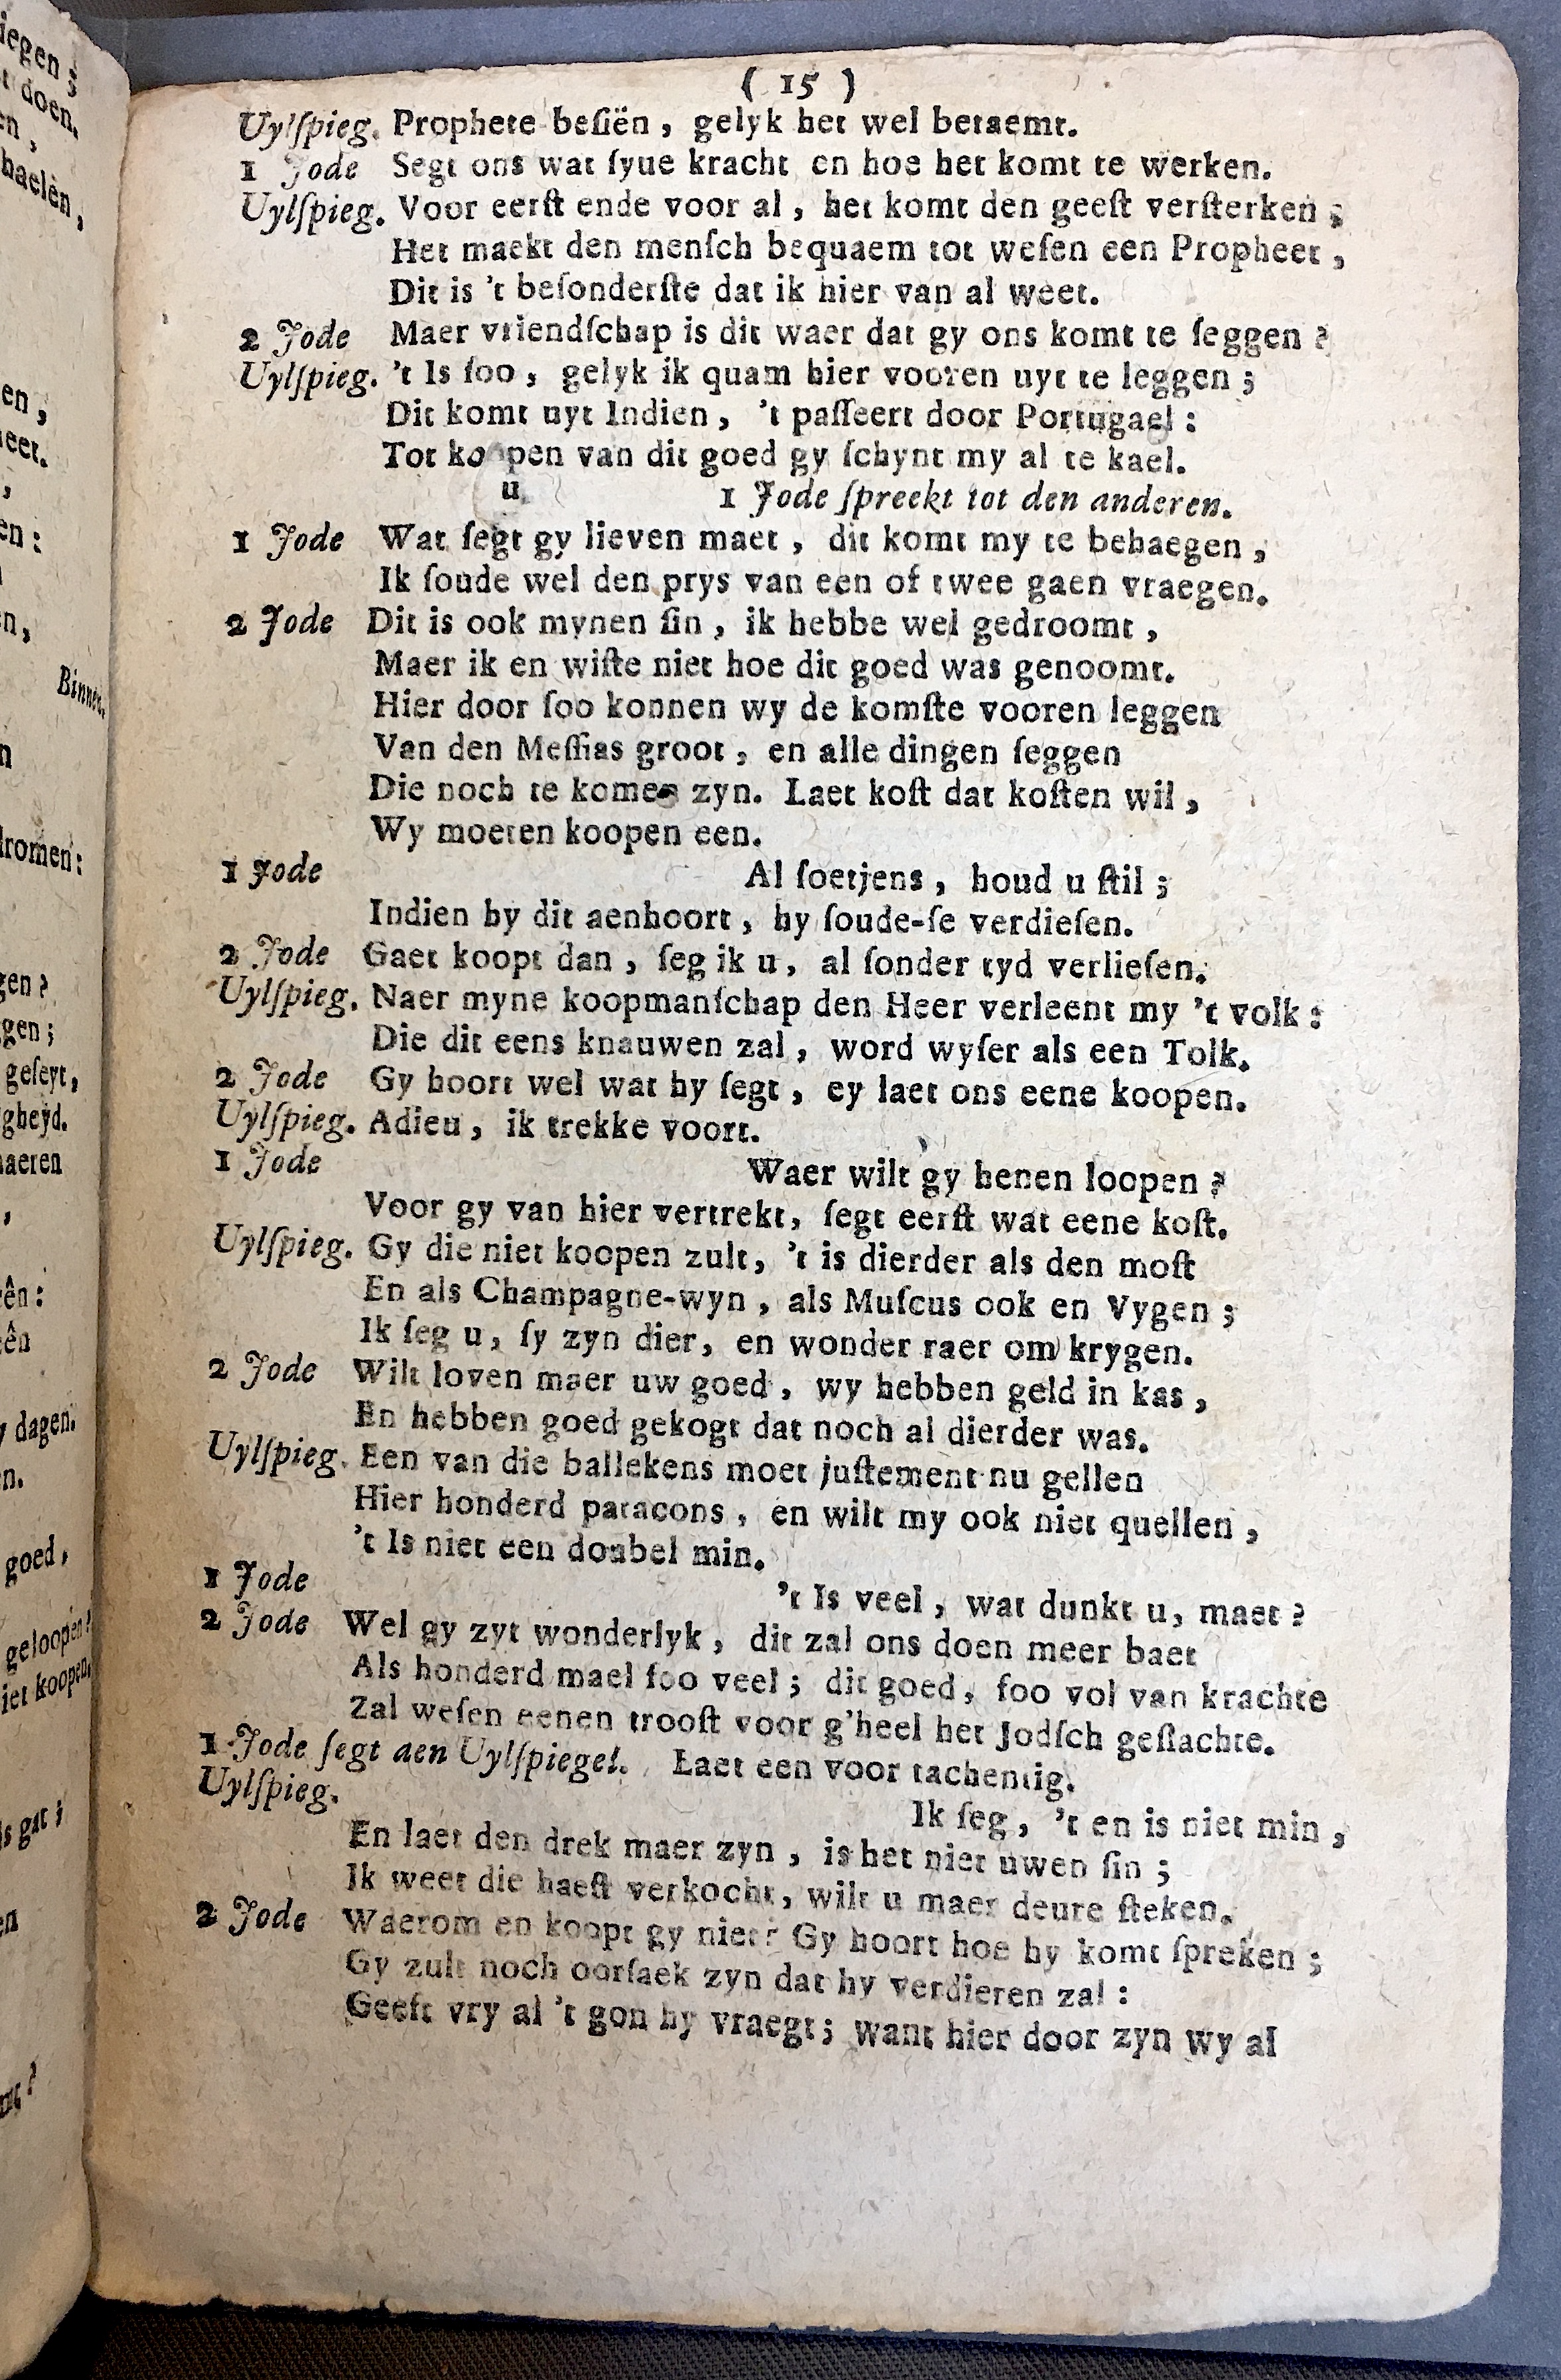 ( 15 )
Uylſpieg. Prophete beſiën, gelyk het wel betaemt.
1 Jode Segt ons wat ſyue kracht en hoe het komt te werken.
Uylſpieg. Voor eerſt ende voor al, het komt den geeſt verſterken;
Het maekt den menſch bequaem tot weſen een Propheet,
Dit is 't beſonderſte dat ik hier van al weet.
2 Jode Maer vriendſchap is dit waer dat gy ons komt te ſeggen?
Uylſpieg. 't Is ſoo, gelyk ik quam hier vooren uyt te leggen;
Dit komt uyt Indien, 't paſſeert door Portugael:
Tot koopen van dit goed gy ſchynt my al te kael.
1 Jode ſpreekt tot den anderen.
1 Jode Wat ſegt gy lieven maet, dit komt my te behaegen,
Ik ſoude wel den prys van een of twee gaen vraegen.
2 Jode Dit is ook mynen ſin, ik hebbe wel gedroomt,
Maer ik en wiſte niet hoe dit goed was genoomt.
Hier door ſoo konnen wy de komſte vooren leggen
Van den Meſſias groot, en alle dingen ſeggen
Die noch te komen zyn. Laet koſt dat koſten wil,
Wy moeten koopen een.
1 Jode Al ſoetjens, houd u ſtil;
Indien hy dit aenhoort, hy ſoude-ſe verdieſen.
2 Jode Gaet koopt dan, ſeg ik u, al ſonder tyd verlieſen.
Uylſpieg. Naer myne koopmanſchap den Heer verleent my 't volk:
Die dit eens knauwen zal, word wyſer als een Tolk.
2 Jode Gy hoort wel wat hy ſegt, ey laet ons eene koopen.
Uylſpieg. Adieu, ik trekke voort.
1 Jode Waer wilt gy henen loopen?
Voor gy van hier vertrekt, ſegt eerſt wat eene koſt.
Uylſpieg. Gy die niet koopen zult, 't is dierder als den moſt
En als Champagne-wyn, als Muſcus ook en Vygen;
Ik ſeg u, ſy zyn dier, en wonder raer om krygen.
2 Jode Wilt loven maer uw goed, wy hebben geld in kas,
En hebben goed gekogt dat noch al dierder was.
Uylſpieg. Een van die ballekens moet juſtement nu gellen
Hier honderd patacons, en wilt my ook niet quellen,
't Is niet een doubel min.
1 Jode 't Is veel, wat dunkt u, maet?
2 Jode Wel gy zyt wonderlyk, dit zal ons doen meer baet
Als honderd mael ſoo veel; dit goed, ſoo vol van krachte
Zal weſen eenen trooſt voor g'heel het Jodſch geſlachte.
1 Jode ſegt aen Uylſpiegel. Laet een voor tachentig.
Uylſpieg. Ik ſeg, 't en is niet min,
En laet den drek maer zyn, is het niet uwen ſin;
Ik weet die haeſt verkocht, wilt u maer deure ſteken.
2 Jode Waerom en koopt gy niet? Gy hoort hoe hy komt ſpreken;
Gy zult noch oorſaek zyn dat hy verdieren zal:
Geeft vry al 't gon hy vraegt; want hier door zyn wy al